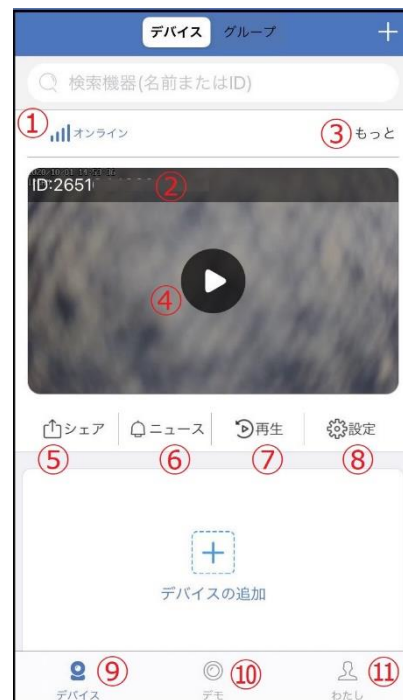 デバイス グループ
検索機器(名前またはID)
① オンライン ③ もっと
ID:2651 ②
④
シェア ニュース 再生 設定
⑤ ⑥ ⑦ ⑧
デバイスの追加
⑨ ⑩ ⑪
デバイス デモ わたし